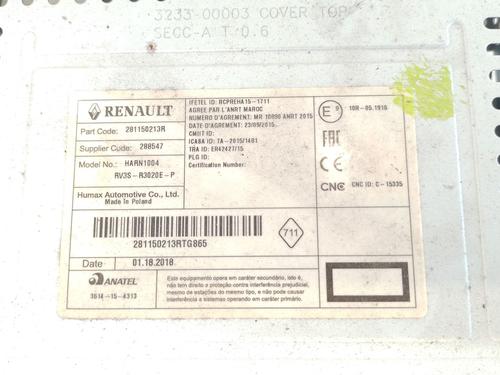 3233-00003 COVER TOP
SECC-A T 0.6
RENAULT
Part Code: 281150213R
Supplier Code: 288547
Model No.: HARN1004
RV3S-R3020E-P
Humax Automotive Co., Ltd.
Made in Poland
IFETEL ID: RCPREHA15-1711
AGREE PAR L'ANRT MAROC
NUMERO D'AGREMENT: MR 10890 ANRT 2015
DATE D'AGREMENT: 23/09/2015
CMIIT ID:
ICASA ID: TA-2015/1481
TRA ID: ER42427/15
PLG ID:
Certification Number:
E 10R-05.1916
EAC
CE
CNC CNC ID: C-15335
281150213RTG865
711
Date 01.18.2018
ANATEL
3614-15-4313
Este equipamento opera em caráter secundário, isto é,
não tem direito a proteção contra interferência prejudicial,
mesmo de estações do mesmo tipo, e não pode causar
interferência a sistemas operando em caráter primário.